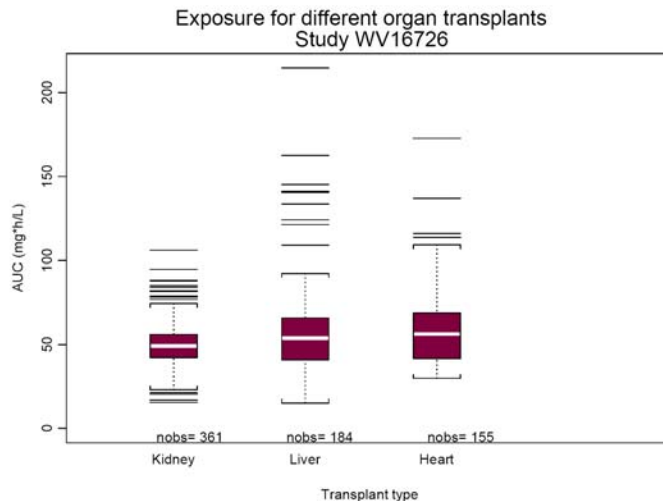 Exposure for different organ transplants
Study WV16726
200
150
100
50
0
AUC (mg*h/L)
nobs= 361 nobs= 184 nobs= 155
Kidney Liver Heart
Transplant type